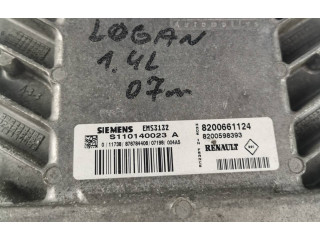 LOGAN
1.4L
07m
SIEMENS EMS3132
S110140023 A
8200661124
8200598393
RENAULT